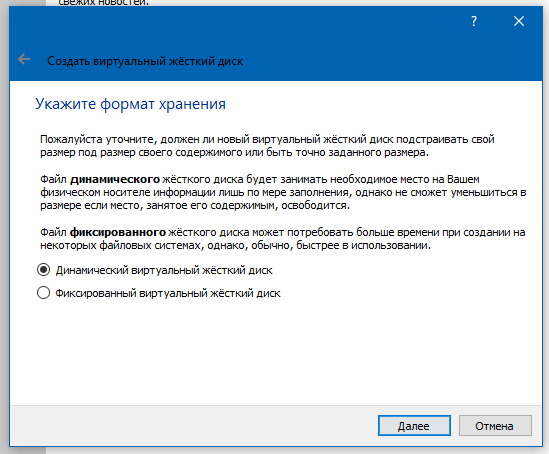 свежих новостей.
?
Создать виртуальный жёсткий диск
Укажите формат хранения
Пожалуйста уточните, должен ли новый виртуальный жёсткий диск подстраивать свой
размер под размер своего содержимого или быть точно заданного размера.
Файл динамического жёсткого диска будет занимать необходимое место на Вашем
физическом носителе информации лишь по мере заполнения, однако не сможет уменьшиться в
размере если место, занятое его содержимым, освободится.
Файл фиксированного жёсткого диска может потребовать больше времени при создании на
некоторых файловых системах, однако, обычно, быстрее в использовании.
Динамический виртуальный жёсткий диск
Фиксированный виртуальный жёсткий диск
Далее
Отмена